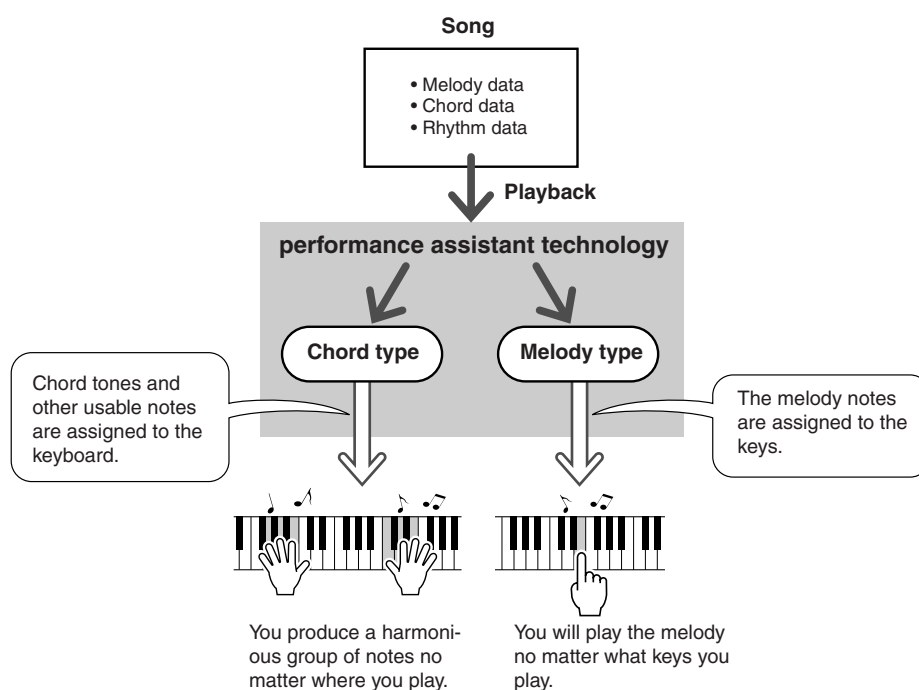 Song
• Melody data
• Chord data
• Rhythm data
Playback
performance assistant technology
Chord type
Melody type
Chord tones and
other usable notes
are assigned to the
keyboard.
The melody notes
are assigned to the
keys.
You produce a harmoni-
ous group of notes no
matter where you play.
You will play the melody
no matter what keys you
play.